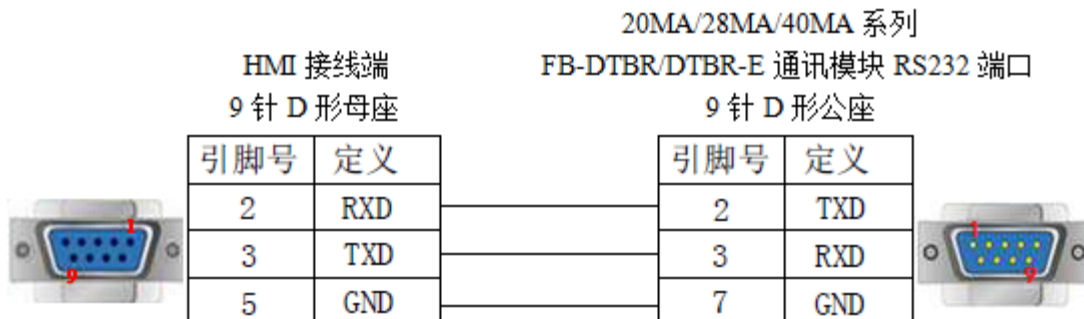 20MA/28MA/40MA 系列
HMI 接线端
FB-DTBR/DTBR-E 通讯模块 RS232 端口
9 针 D 形母座
9 针 D 形公座
引脚号 定义
引脚号 定义
2 RXD
2 TXD
3 TXD
3 RXD
5 GND
7 GND
1
9
1
9